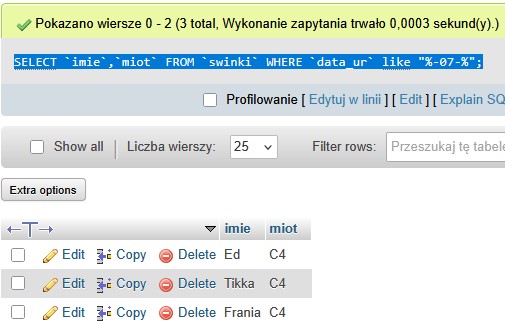 Pokazano wiersze 0 - 2 (3 total, Wykonanie zapytania trwało 0,0003 sekund(y).)
SELECT `imie`,`miot` FROM `swinki` WHERE `data_ur` like "%-07-%";
Profilowanie [ Edytuj w linii ] [ Edit ] [ Explain SQ
Show all Liczba wierszy: 25 Filter rows: Przeszukaj tę tabelę
Extra options
imie miot
Edit Copy Delete Ed C4
Edit Copy Delete Tikka C4
Edit Copy Delete Frania C4